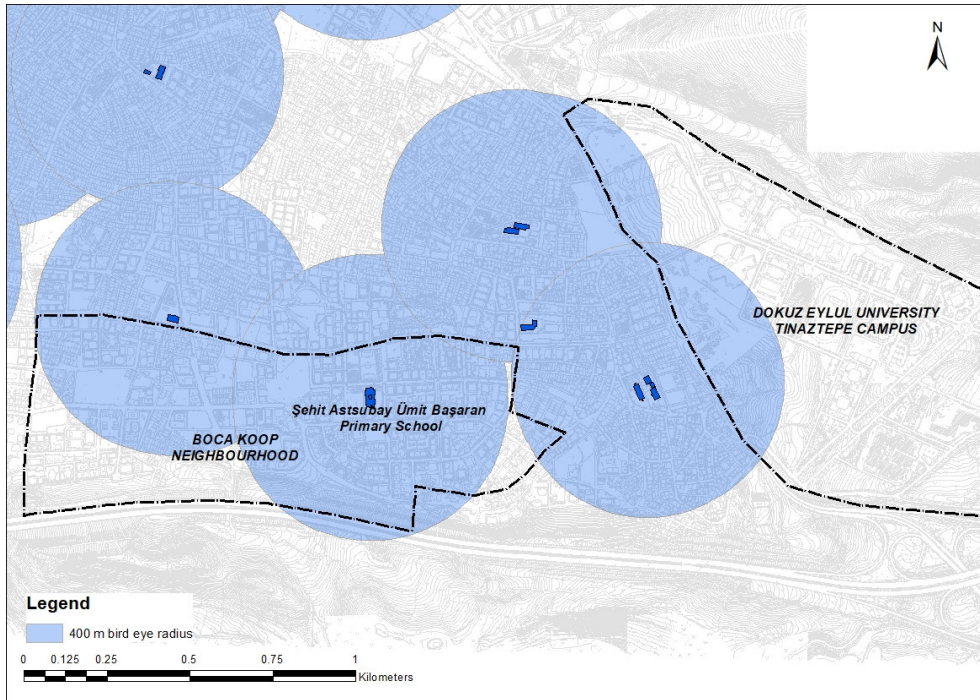 N
DOKUZ EYLUL UNIVERSITY
TINAZTEPE CAMPUS
Şehit Astsubay Ümit Başaran
Primary School
BOCA KOOP
NEIGHBOURHOOD
Legend
400 m bird eye radius
0 0.125 0.25 0.5 0.75 1
Kilometers